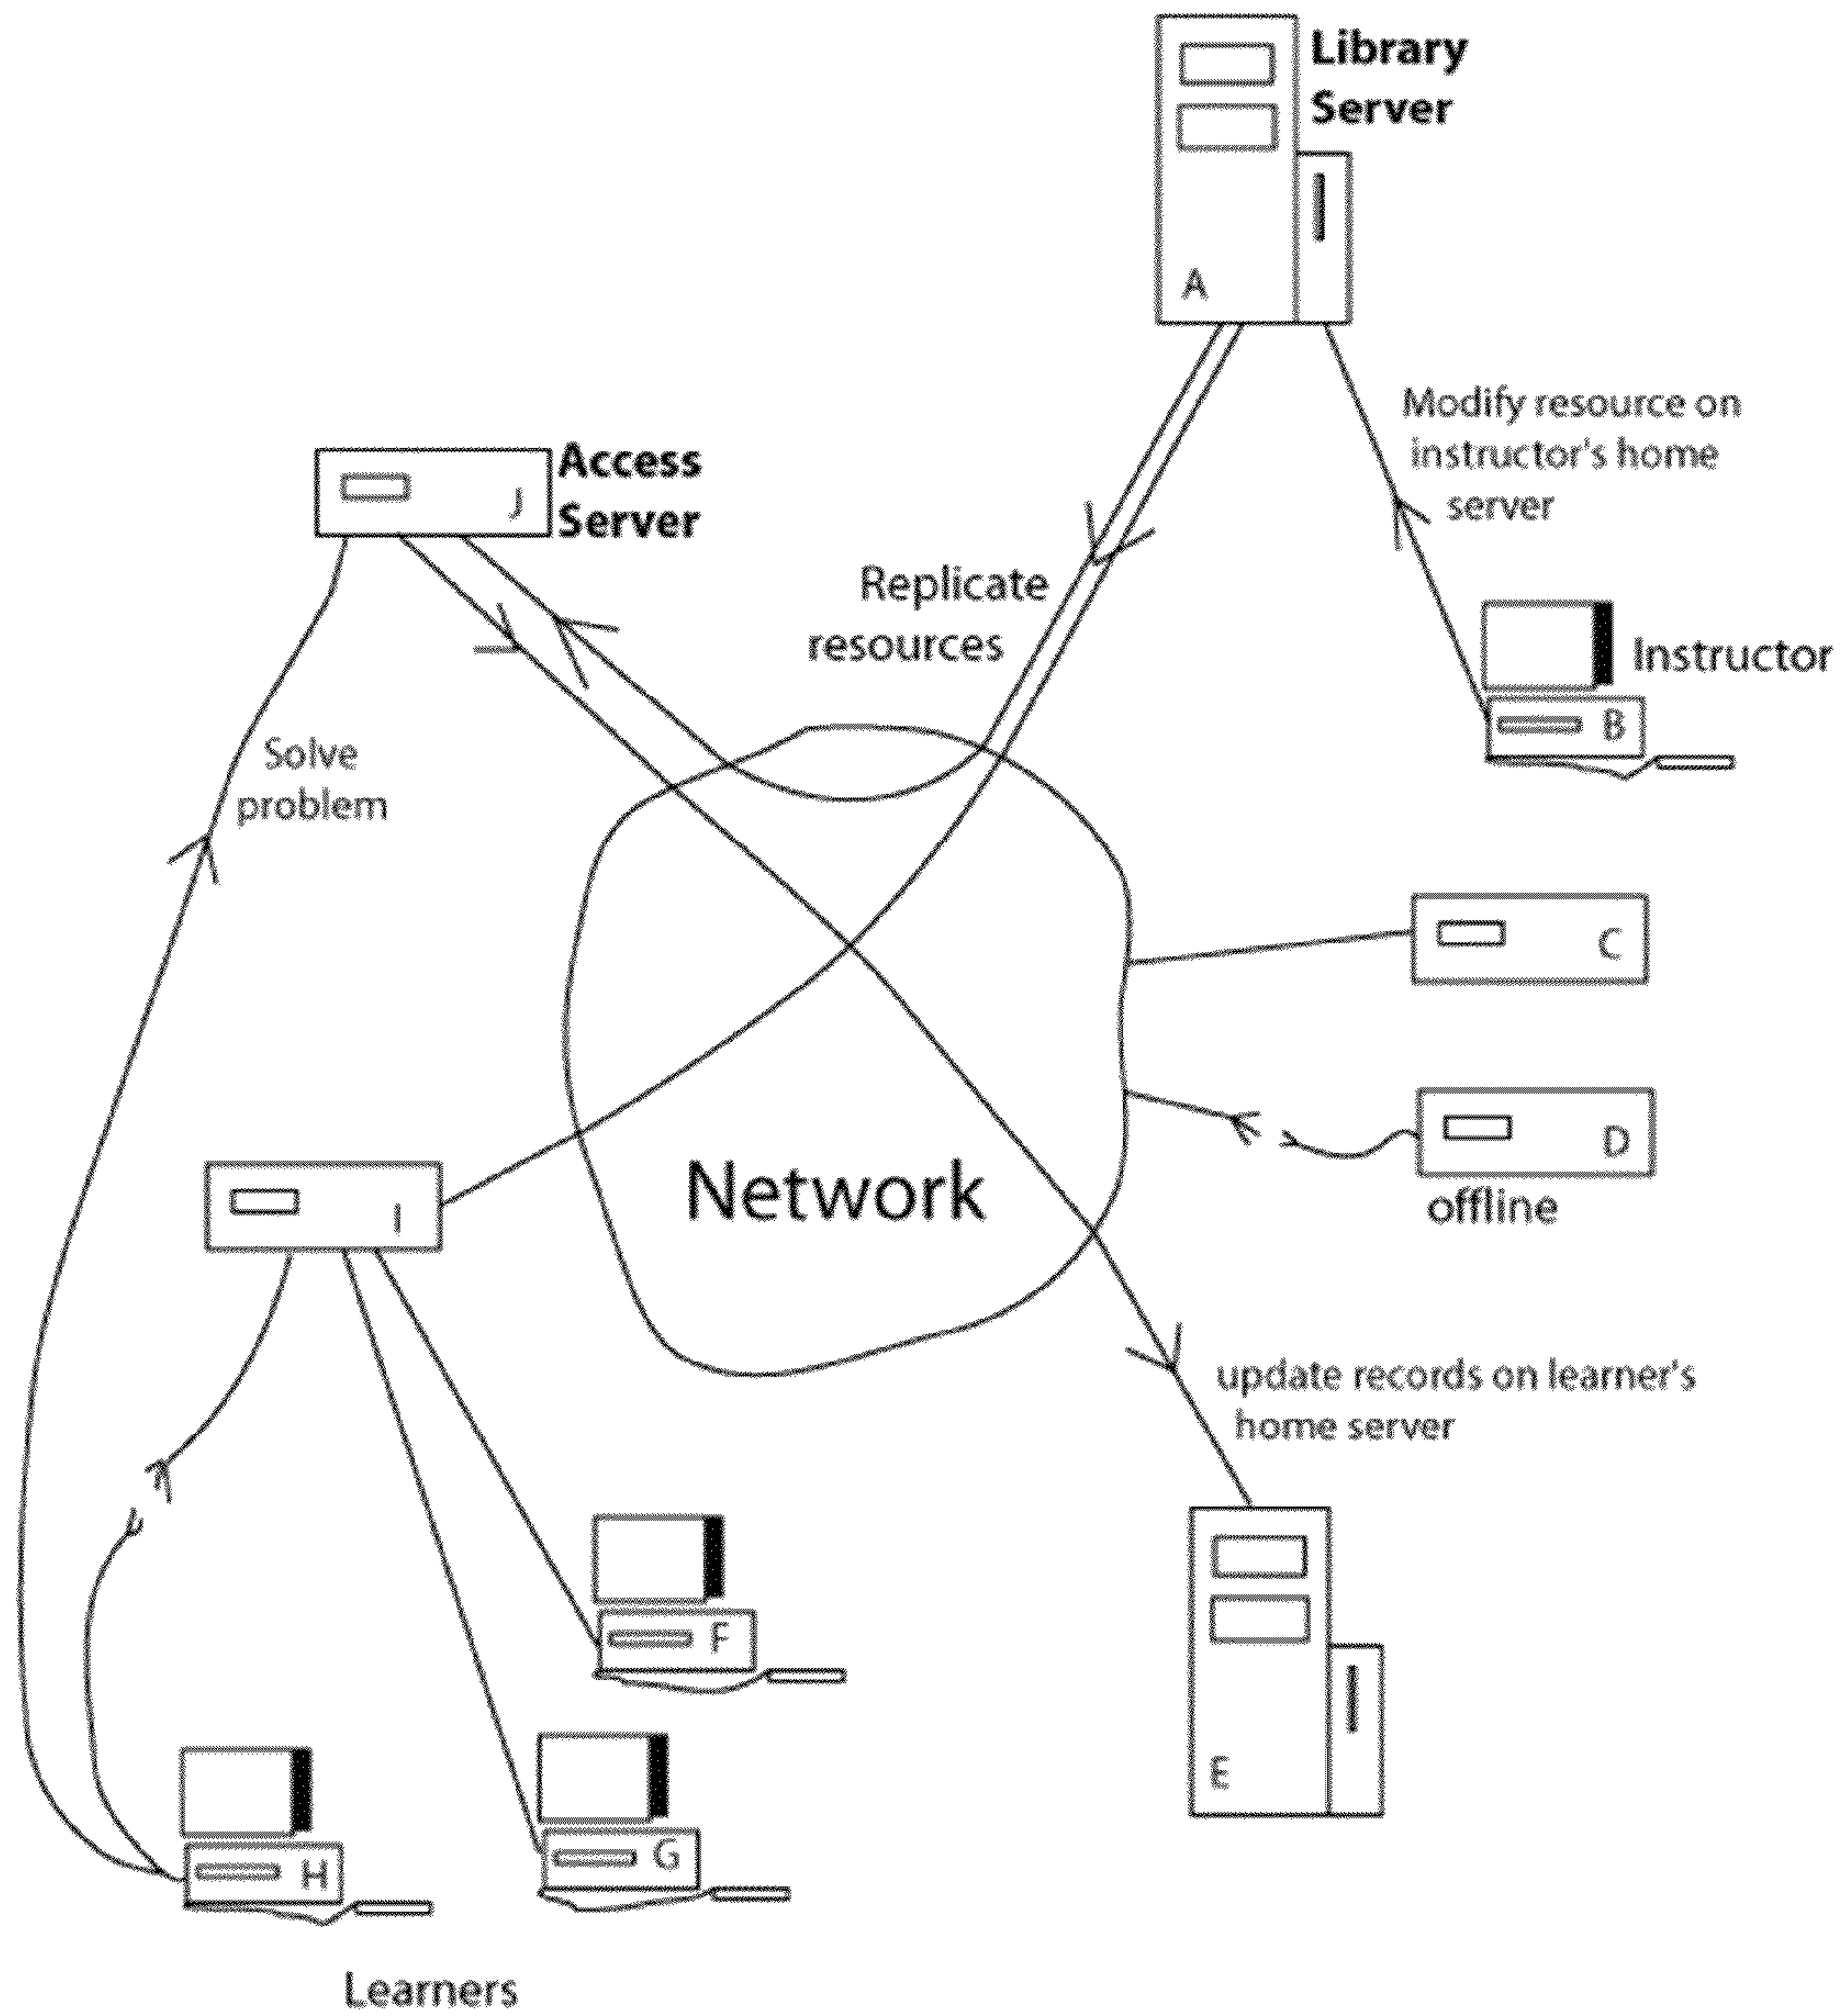 Library
Server
A
Modify resource on
instructor's home
server
Access
Server
J
Replicate
resources
Instructor
B
Solve
problem
C
D
offline
Network
I
update records on learner's
home server
F
E
G
H
Learners